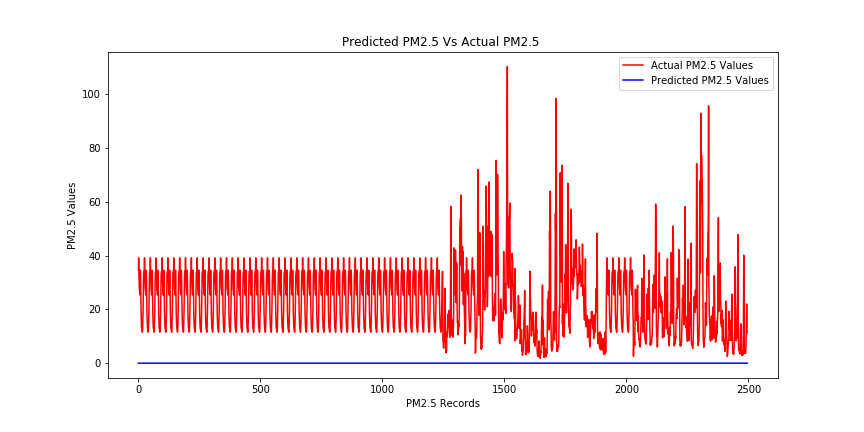 Predicted PM2.5 Vs Actual PM2.5
Actual PM2.5 Values
Predicted PM2.5 Values
PM2.5 Values
100
80
60
40
20
0
0
500
1000
1500
2000
2500
PM2.5 Records